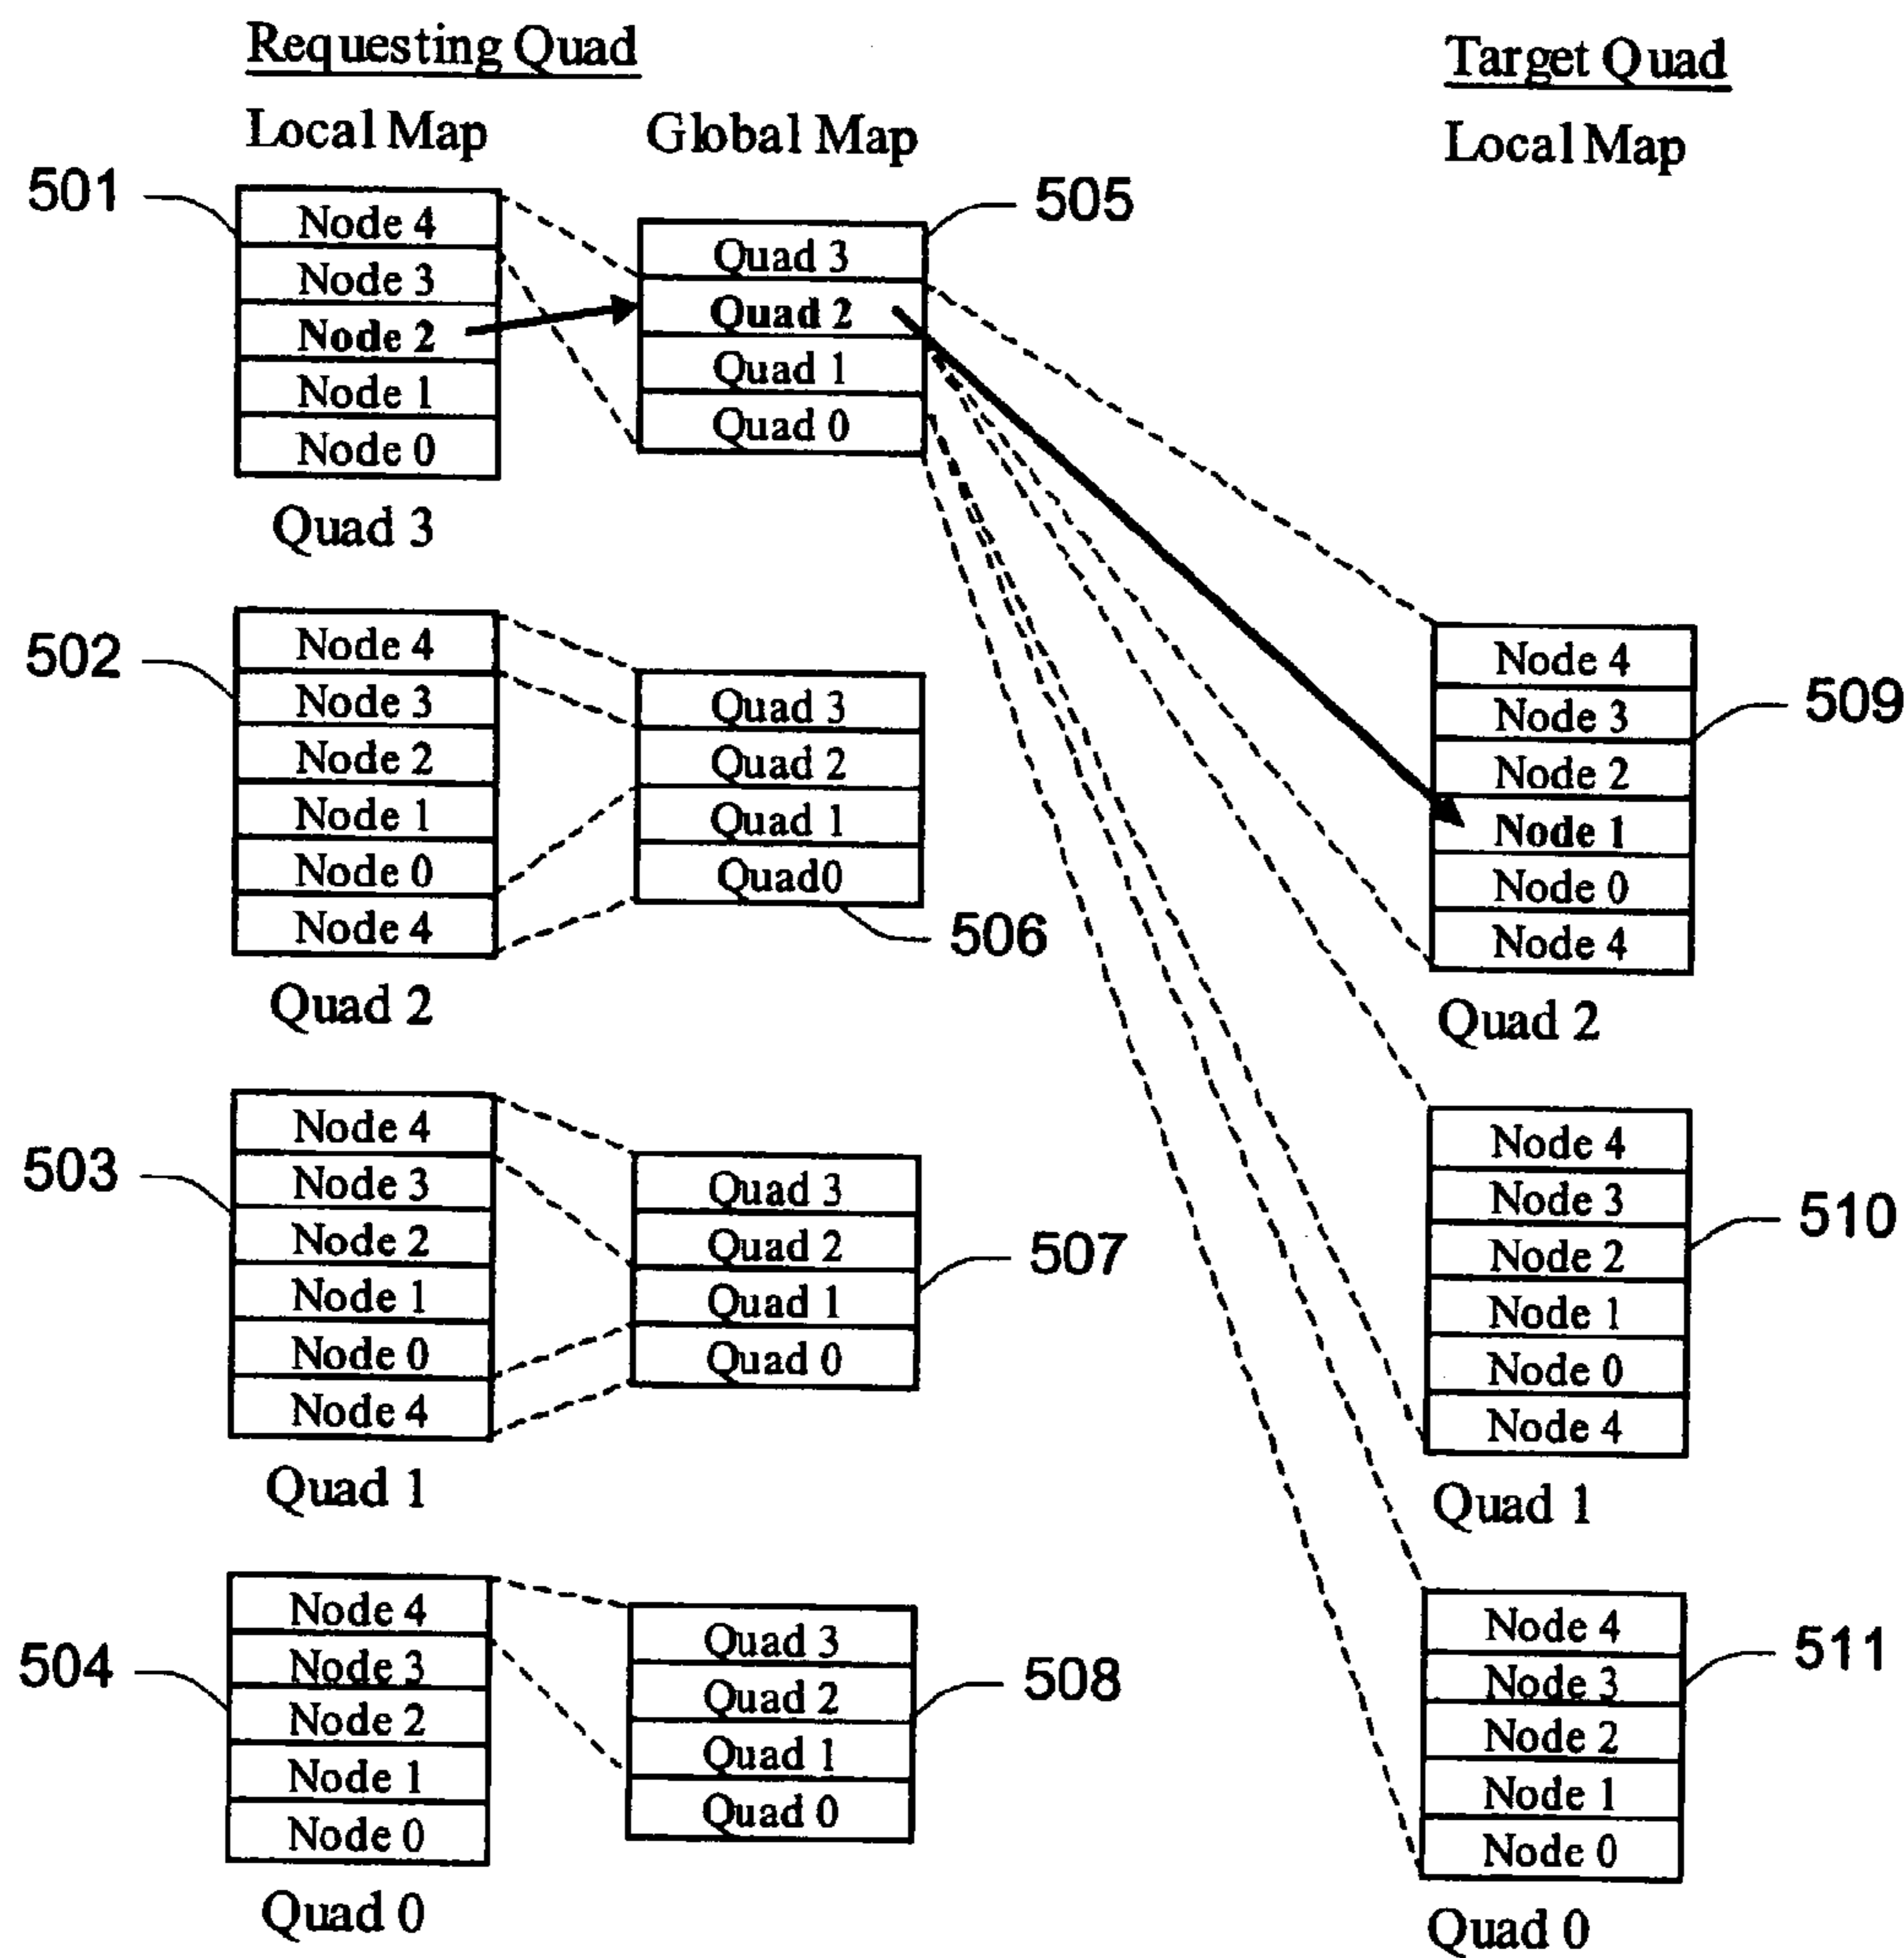 Requesting Quad
Target Quad
Local Map
Global Map
Local Map
501
Node 4
Node 3
Node 2
Node 1
Node 0
Quad 3
505
Quad 3
Quad 2
Quad 1
Quad 0
502
Node 4
Node 3
Node 2
Node 1
Node 0
Node 4
Quad 2
Quad 3
Quad 2
Quad 1
Quad0
506
509
Node 4
Node 3
Node 2
Node 1
Node 0
Node 4
Quad 2
503
Node 4
Node 3
Node 2
Node 1
Node 0
Node 4
Quad 1
Quad 3
Quad 2
Quad 1
Quad 0
507
510
Node 4
Node 3
Node 2
Node 1
Node 0
Node 4
Quad 1
504
Node 4
Node 3
Node 2
Node 1
Node 0
Quad 0
Quad 3
Quad 2
Quad 1
Quad 0
508
511
Node 4
Node 3
Node 2
Node 1
Node 0
Quad 0